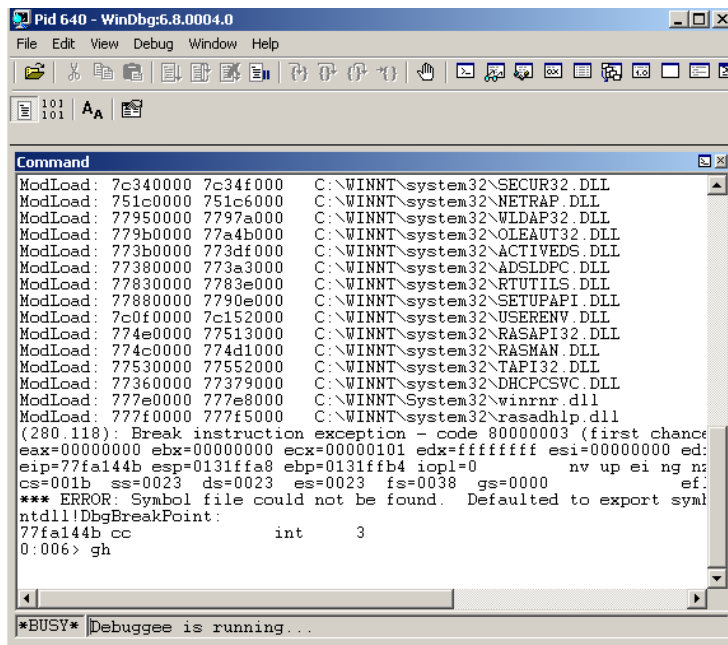 Pid 640 - WinDbg:6.8.0004.0
File Edit View Debug Window Help
Command
ModLoad: 7c340000 7c34f000 C:\WINNT\system32\SECUR32.DLL
ModLoad: 751c0000 751c6000 C:\WINNT\system32\NETRAP.DLL
ModLoad: 77950000 7797a000 C:\WINNT\system32\WLDAP32.DLL
ModLoad: 779b0000 77a4b000 C:\WINNT\system32\OLEAUT32.DLL
ModLoad: 773b0000 773df000 C:\WINNT\system32\ACTIVEDS.DLL
ModLoad: 77380000 773a3000 C:\WINNT\system32\ADSLDPC.DLL
ModLoad: 77830000 7783e000 C:\WINNT\system32\RTUTILS.DLL
ModLoad: 77880000 7790e000 C:\WINNT\system32\SETUPAPI.DLL
ModLoad: 7c0f0000 7c152000 C:\WINNT\system32\USERENV.DLL
ModLoad: 774e0000 77513000 C:\WINNT\system32\RASAPI32.DLL
ModLoad: 774c0000 774d1000 C:\WINNT\system32\RASMAN.DLL
ModLoad: 77530000 77552000 C:\WINNT\system32\TAPI32.DLL
ModLoad: 77360000 77379000 C:\WINNT\system32\DHCPCSVC.DLL
ModLoad: 777e0000 777e8000 C:\WINNT\System32\winrnr.dll
ModLoad: 777f0000 777f5000 C:\WINNT\system32\rasadhlp.dll
(280.118): Break instruction exception - code 80000003 (first chance
eax=00000000 ebx=00000000 ecx=00000101 edx=ffffffff esi=00000000 edi
eip=77fa144b esp=0131ffa8 ebp=0131ffb4 iopl=0 nv up ei ng nz
cs=001b ss=0023 ds=0023 es=0023 fs=0038 gs=0000 efl
*** ERROR: Symbol file could not be found. Defaulted to export symb
ntdll!DbgBreakPoint:
77fa144b cc int 3
0:006> gh
*BUSY* Debuggee is running...